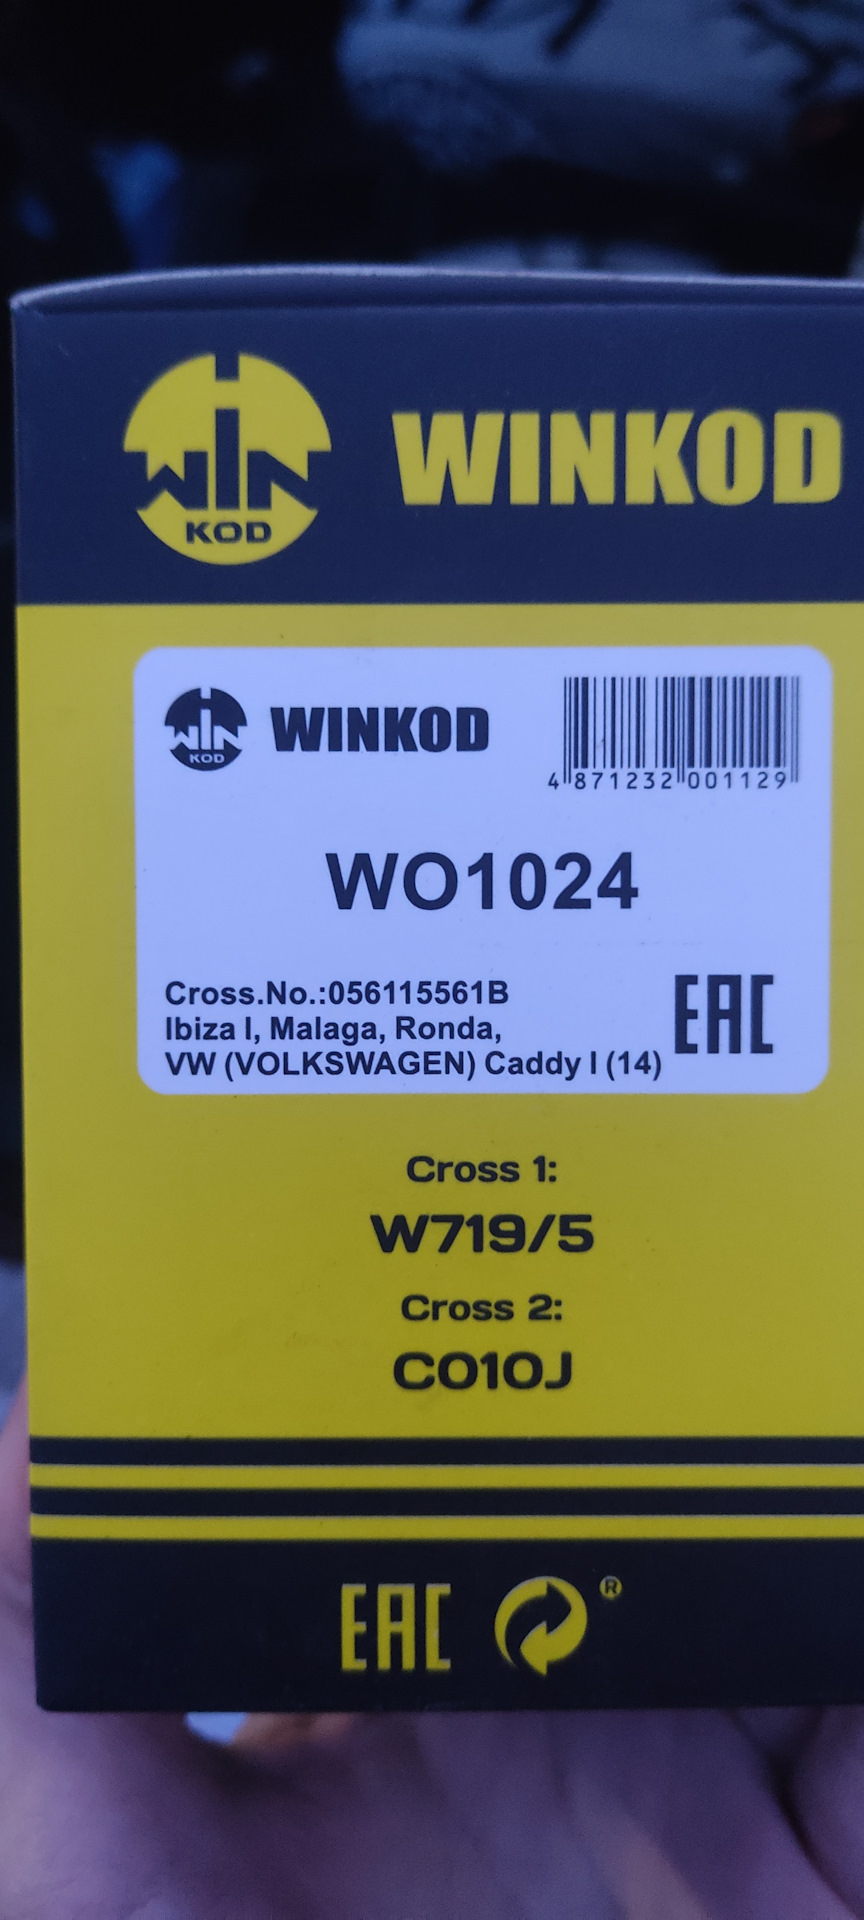 WIN
KOD
WINKOD
WIN
KOD
WINKOD
4 871232 001129
WO1024
Cross.No.:056115561B
Ibiza I, Malaga, Ronda,
VW (VOLKSWAGEN) Caddy I (14)
EAC
Cross 1:
W719/5
Cross 2:
CO10J
EAC
®